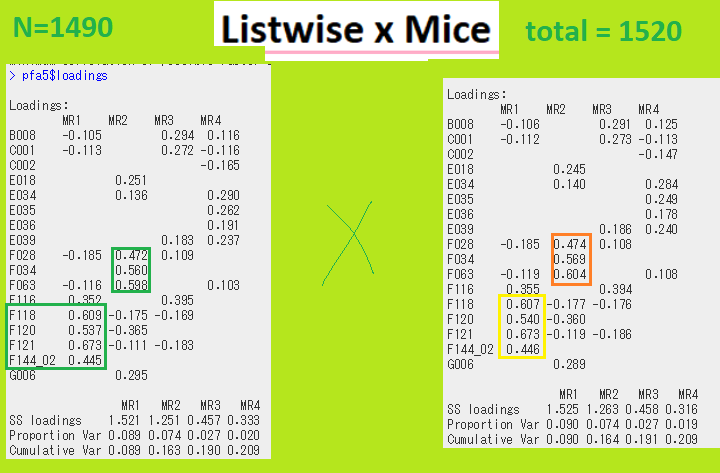 N=1490
Listwise x Mice
total = 1520
> pfa5$loadings
Loadings:
MR1 MR2 MR3 MR4
B008 -0.105 0.294 0.116
C001 -0.113 0.272 -0.116
C002 -0.165
E018 0.251
E034 0.136 0.290
E035 0.262
E036 0.191
E039 0.183 0.237
F028 -0.185 0.472 0.109
F034 0.560
F063 -0.116 0.598 0.103
F116 0.352 0.395
F118 0.609 -0.175 -0.169
F120 0.537 -0.365
F121 0.673 -0.111 -0.183
F144_02 0.445
G006 0.295
MR1 MR2 MR3 MR4
SS loadings 1.521 1.251 0.457 0.333
Proportion Var 0.089 0.074 0.027 0.020
Cumulative Var 0.089 0.163 0.190 0.209
Loadings:
MR1 MR2 MR3 MR4
B008 -0.106 0.291 0.125
C001 -0.112 0.273 -0.113
C002 -0.147
E018 0.245
E034 0.140 0.284
E035 0.249
E036 0.178
E039 0.186 0.240
F028 -0.185 0.474 0.108
F034 0.569
F063 -0.119 0.604 0.108
F116 0.355 0.394
F118 0.607 -0.177 -0.176
F120 0.540 -0.360
F121 0.673 -0.119 -0.186
F144_02 0.446
G006 0.289
MR1 MR2 MR3 MR4
SS loadings 1.525 1.263 0.458 0.316
Proportion Var 0.090 0.074 0.027 0.019
Cumulative Var 0.090 0.164 0.191 0.209